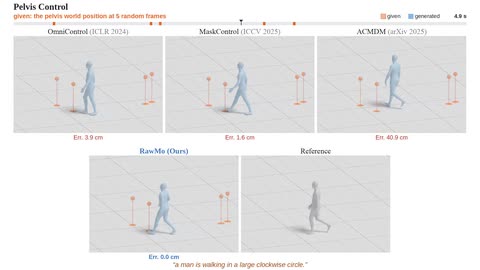 Pelvis Control
given: the pelvis world position at 5 random frames
given generated 4.9 s
OmniControl (ICLR 2024) MaskControl (ICCV 2025) ACMDM (arXiv 2025)
Err. 3.9 cm Err. 1.6 cm Err. 40.9 cm
RawMo (Ours) Reference
Err. 0.0 cm
"a man is walking in a large clockwise circle."